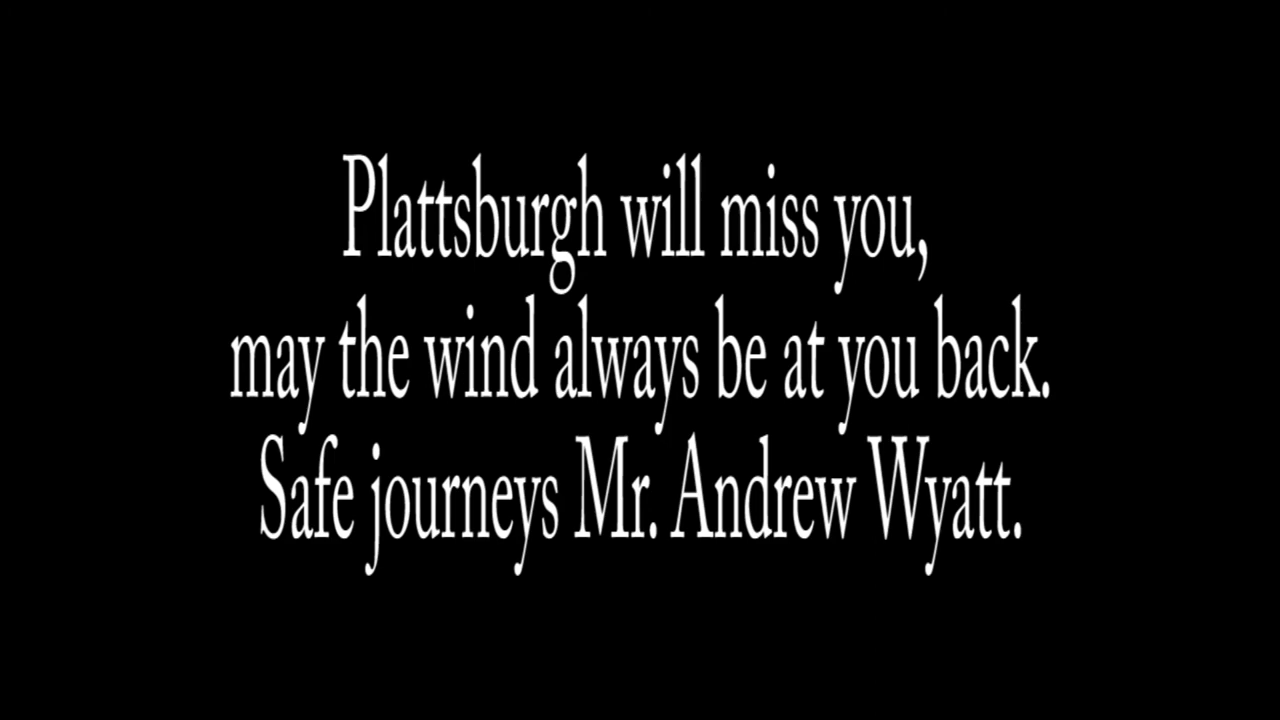 Plattsburgh will miss you,
may the wind always be at you back.
Safe journeys Mr. Andrew Wyatt.